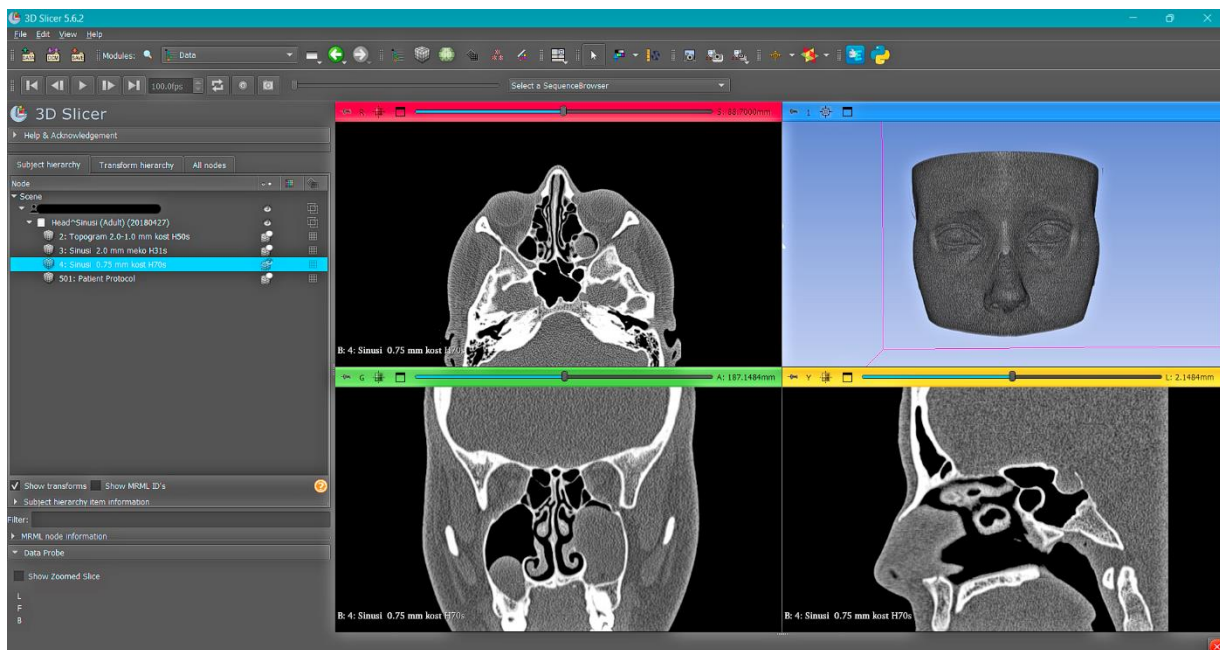 3D Slicer 5.6.2
File Edit View Help
DATA DCM SAVE Modules: Data
100.0fps Select a SequenceBrowser
3D Slicer
Help & Acknowledgement
Subject hierarchy Transform hierarchy All nodes
Node
Scene
Head^Sinusi (Adult) (20180427)
2: Topogram 2.0-1.0 mm kost H50s
3: Sinusi 2.0 mm meko H31s
4: Sinusi 0.75 mm kost H70s
501: Patient Protocol
Show transforms Show MRML ID's
Subject hierarchy item information
Filter:
MRML node information
Data Probe
Show Zoomed Slice
L
F
B
R S: 88.7000mm
B: 4: Sinusi 0.75 mm kost H70s
1
G A: 187.1484mm
B: 4: Sinusi 0.75 mm kost H70s
Y L: 2.1484mm
B: 4: Sinusi 0.75 mm kost H70s